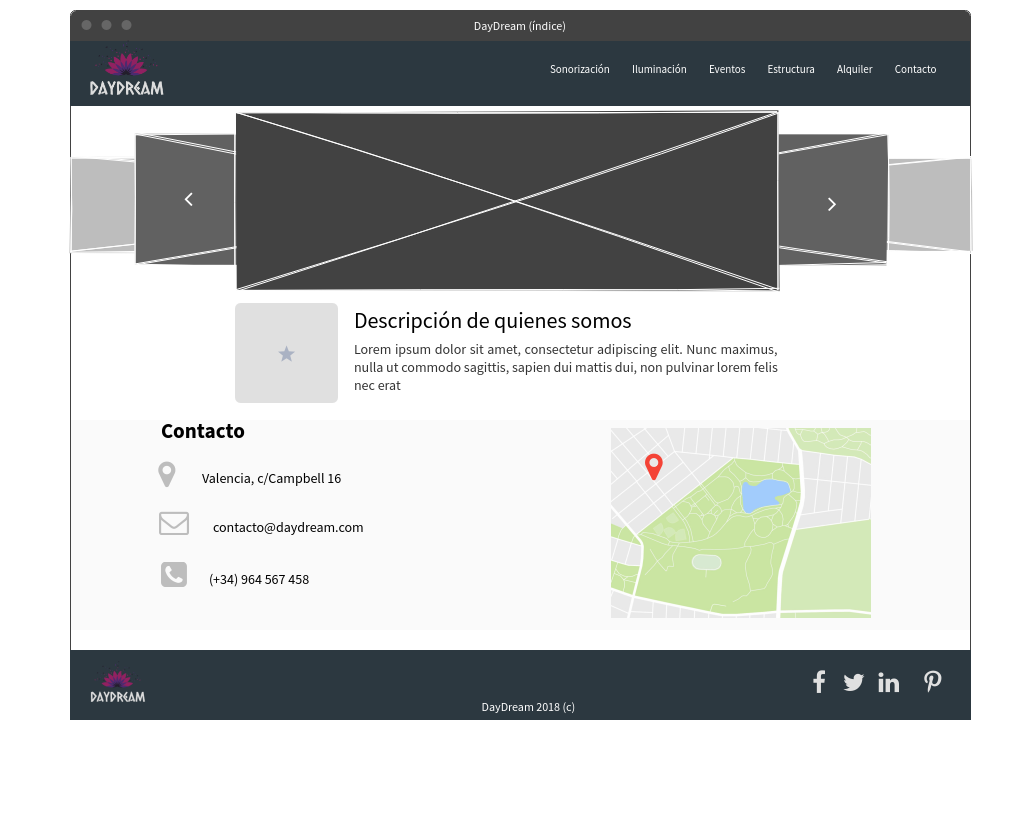 DayDream (índice)
DAYDREAM
Sonorización Iluminación Eventos Estructura Alquiler Contacto
Descripción de quienes somos
Lorem ipsum dolor sit amet, consectetur adipiscing elit. Nunc maximus,
nulla ut commodo sagittis, sapien dui mattis dui, non pulvinar lorem felis
nec erat
Contacto
Valencia, c/Campbell 16
contacto@daydream.com
(+34) 964 567 458
DAYDREAM
DayDream 2018 (c)